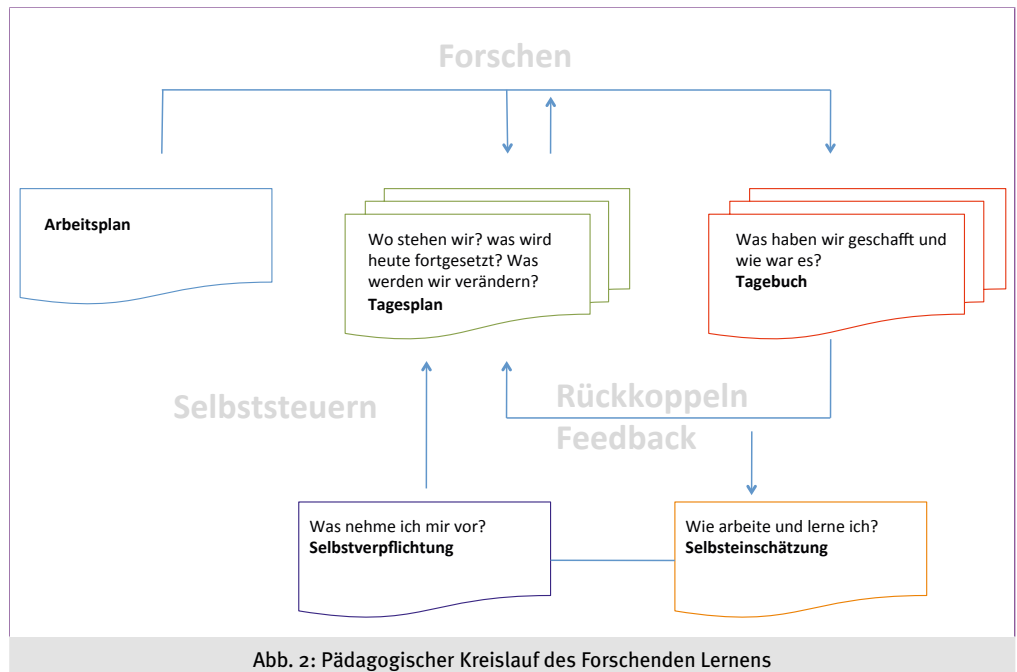 Forschen
Arbeitsplan
Wo stehen wir? was wird
heute fortgesetzt? Was
werden wir verändern?
Tagesplan
Was haben wir geschafft und
wie war es?
Tagebuch
Selbststeuern
Rückkoppeln
Feedback
Was nehme ich mir vor?
Selbstverpflichtung
Wie arbeite und lerne ich?
Selbsteinschätzung
Abb. 2: Pädagogischer Kreislauf des Forschenden Lernens